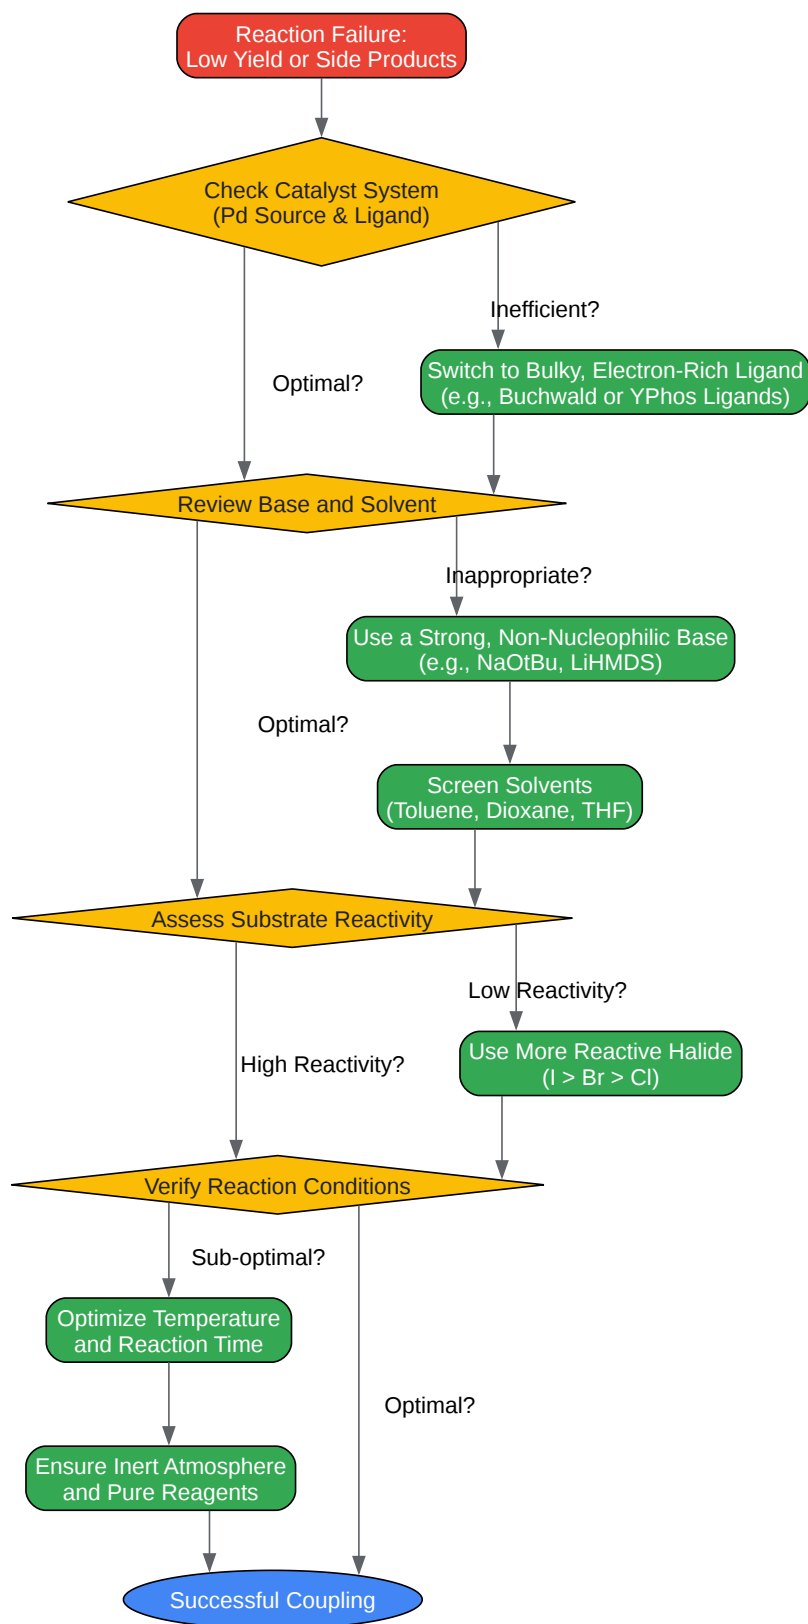 Reaction Failure:
Low Yield or Side Products
Check Catalyst System
(Pd Source & Ligand)
Inefficient?
Switch to Bulky, Electron-Rich Ligand
(e.g., Buchwald or YPhos Ligands)
Optimal?
Review Base and Solvent
Inappropriate?
Use a Strong, Non-Nucleophilic Base
(e.g., NaOtBu, LiHMDS)
Optimal?
Screen Solvents
(Toluene, Dioxane, THF)
Assess Substrate Reactivity
Low Reactivity?
Use More Reactive Halide
(I > Br > Cl)
High Reactivity?
Verify Reaction Conditions
Sub-optimal?
Optimize Temperature
and Reaction Time
Optimal?
Ensure Inert Atmosphere
and Pure Reagents
Successful Coupling